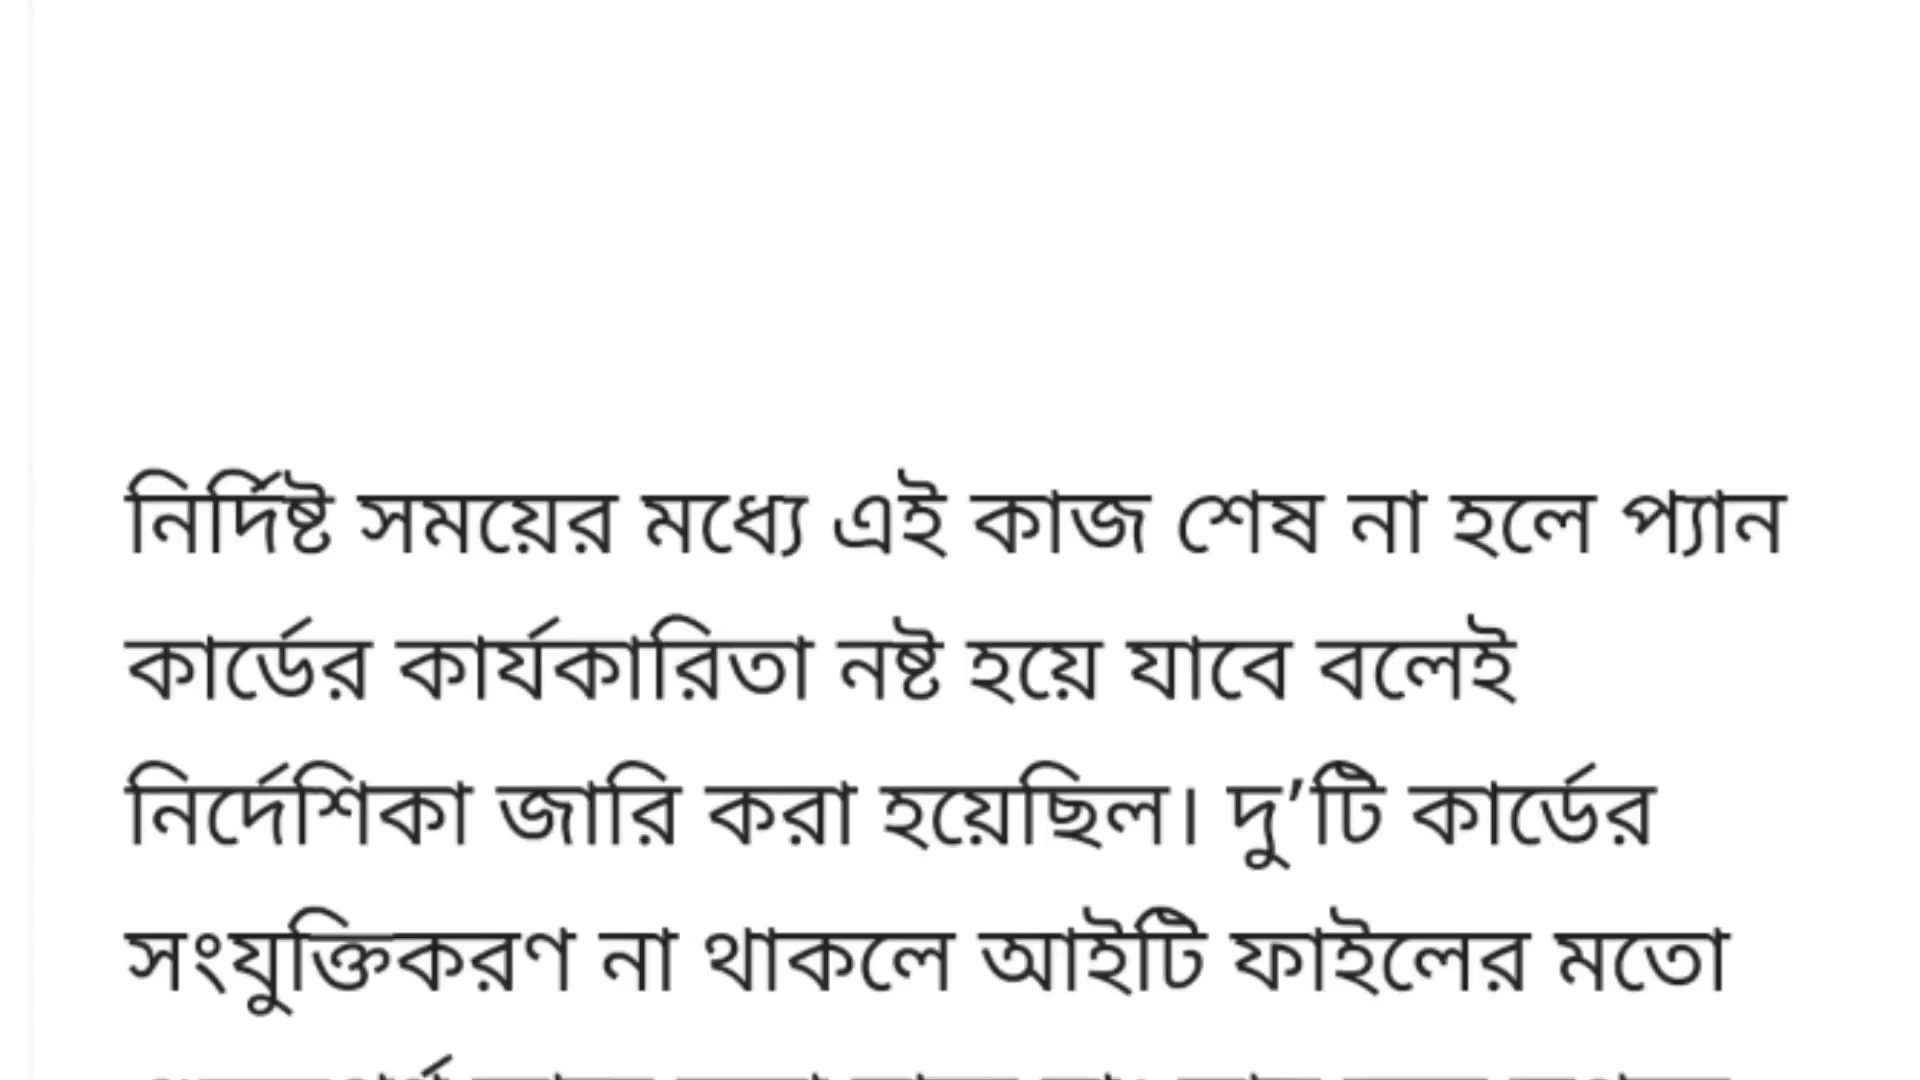 নির্দিষ্ট সময়ের মধ্যে এই কাজ শেষ না হলে প্যান
কার্ডের কার্যকারিতা নষ্ট হয়ে যাবে বলেই
নির্দেশিকা জারি করা হয়েছিল। দু’টি কার্ডের
সংযুক্তিকরণ না থাকলে আইটি ফাইলের মতো